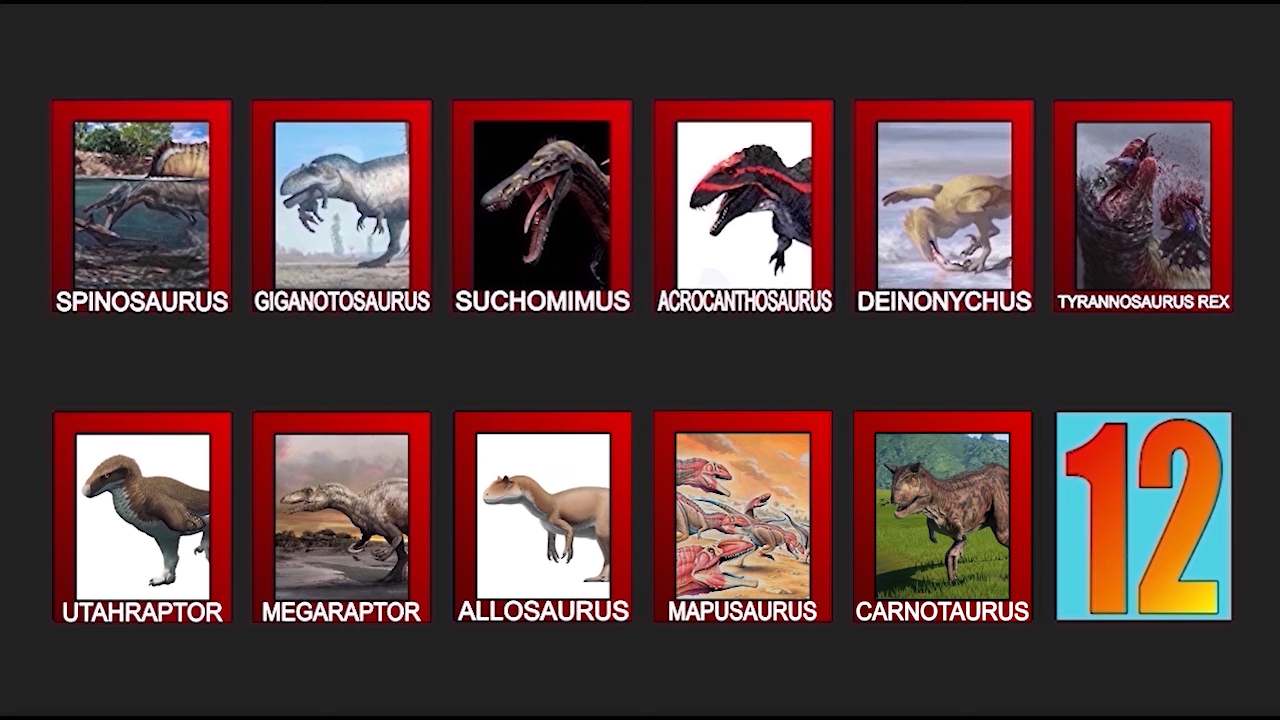 SPINOSAURUS
GIGANOTOSAURUS
SUCHOMIMUS
ACROCANTHOSAURUS
DEINONYCHUS
TYRANNOSAURUS REX
UTAHRAPTOR
MEGARAPTOR
ALLOSAURUS
MAPUSAURUS
CARNOTAURUS
12